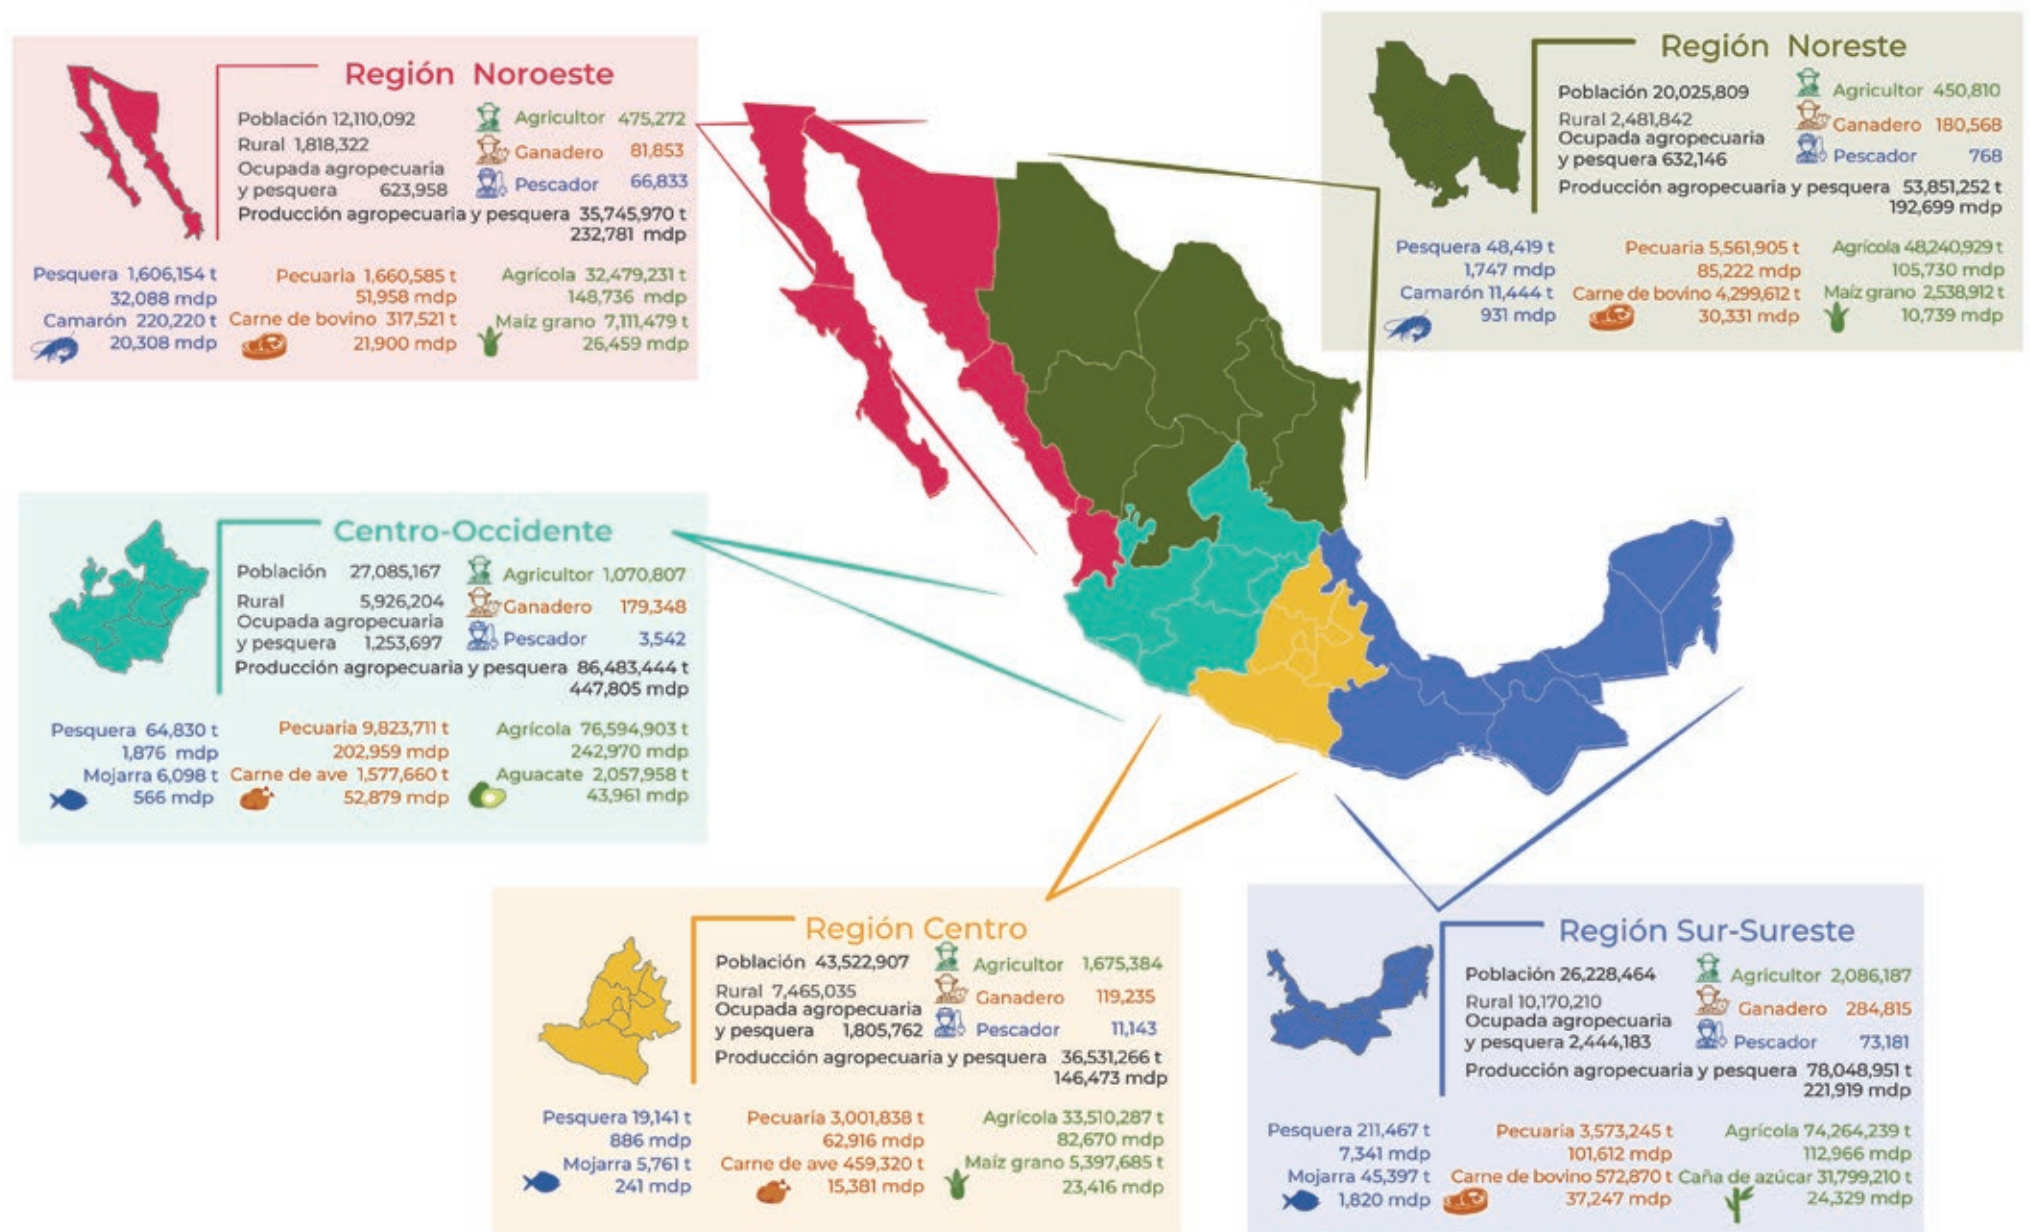 Región Noroeste
Población 12,110,092
Rural 1,818,322
Ocupada agropecuaria
y pesquera 623,958
Agricultor 475,272
Ganadero 81,853
Pescador 66,833
Producción agropecuaria y pesquera 35,745,970 t
232,781 mdp
Pesquera 1,606,154 t
32,088 mdp
Camarón 220,220 t
20,308 mdp
Pecuaria 1,660,585 t
51,958 mdp
Carne de bovino 317,521 t
21,900 mdp
Agrícola 32,479,231 t
148,736 mdp
Maíz grano 7,111,479 t
26,459 mdp
Región Noreste
Población 20,025,809
Rural 2,481,842
Ocupada agropecuaria
y pesquera 632,146
Agricultor 450,810
Ganadero 180,568
Pescador 768
Producción agropecuaria y pesquera 53,851,252 t
192,699 mdp
Pesquera 48,419 t
1,747 mdp
Camarón 11,444 t
931 mdp
Pecuaria 5,561,905 t
85,222 mdp
Carne de bovino 4,299,612 t
30,331 mdp
Agrícola 48,240,929 t
105,730 mdp
Maíz grano 2,538,912 t
10,739 mdp
Centro-Occidente
Población 27,085,167
Rural 5,926,204
Ocupada agropecuaria
y pesquera 1,253,697
Agricultor 1,070,807
Ganadero 179,348
Pescador 3,542
Producción agropecuaria y pesquera 86,483,444 t
447,805 mdp
Pesquera 64,830 t
1,876 mdp
Mojarra 6,098 t
566 mdp
Pecuaria 9,823,711 t
202,959 mdp
Carne de ave 1,577,660 t
52,879 mdp
Agrícola 76,594,903 t
242,970 mdp
Aguacate 2,057,958 t
43,961 mdp
Región Centro
Población 43,522,907
Rural 7,465,035
Ocupada agropecuaria
y pesquera 1,805,762
Agricultor 1,675,384
Ganadero 119,235
Pescador 11,143
Producción agropecuaria y pesquera 36,531,266 t
146,473 mdp
Pesquera 19,141 t
886 mdp
Mojarra 5,761 t
241 mdp
Pecuaria 3,001,838 t
62,916 mdp
Carne de ave 459,320 t
15,381 mdp
Agrícola 33,510,287 t
82,670 mdp
Maíz grano 5,397,685 t
23,416 mdp
Región Sur-Sureste
Población 26,228,464
Rural 10,170,210
Ocupada agropecuaria
y pesquera 2,444,183
Agricultor 2,086,187
Ganadero 284,815
Pescador 73,181
Producción agropecuaria y pesquera 78,048,951 t
221,919 mdp
Pesquera 211,467 t
7,341 mdp
Mojarra 45,397 t
1,820 mdp
Pecuaria 3,573,245 t
101,612 mdp
Carne de bovino 572,870 t
37,247 mdp
Agrícola 74,264,239 t
112,966 mdp
Caña de azúcar 31,799,210 t
24,329 mdp